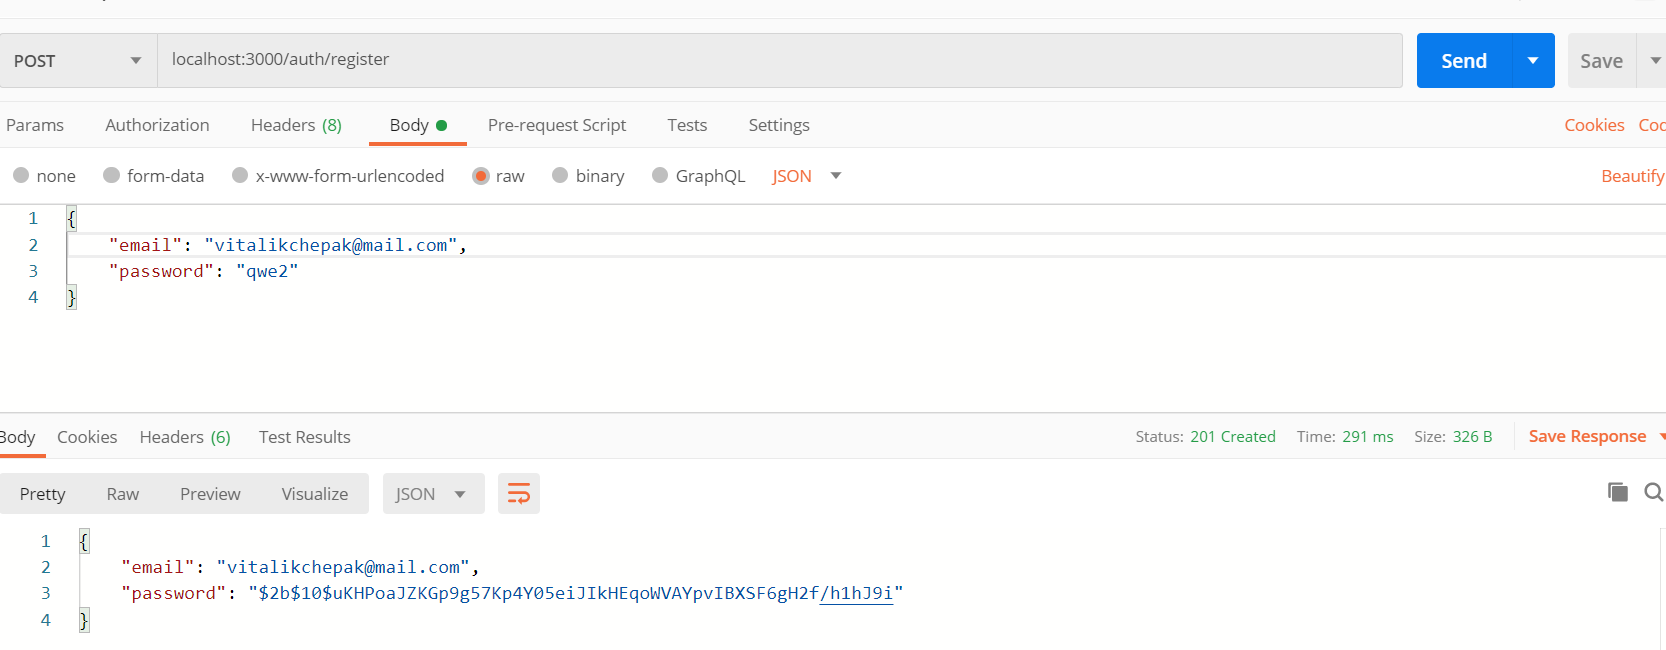 POST localhost:3000/auth/register Send Save
Params Authorization Headers (8) Body Pre-request Script Tests Settings Cookies
none form-data x-www-form-urlencoded raw binary GraphQL JSON Beautify
1 {
2 "email": "vitalikchepak@mail.com",
3 "password": "qwe2"
4 }
Body Cookies Headers (6) Test Results Status: 201 Created Time: 291 ms Size: 326 B Save Response
Pretty Raw Preview Visualize JSON
1 {
2 "email": "vitalikchepak@mail.com",
3 "password": "$2b$10$uKHPoaJZKGp9g57Kp4Y05eiJIkHEqoWVAYpvIBXSF6gH2f/h1hJ9i"
4 }